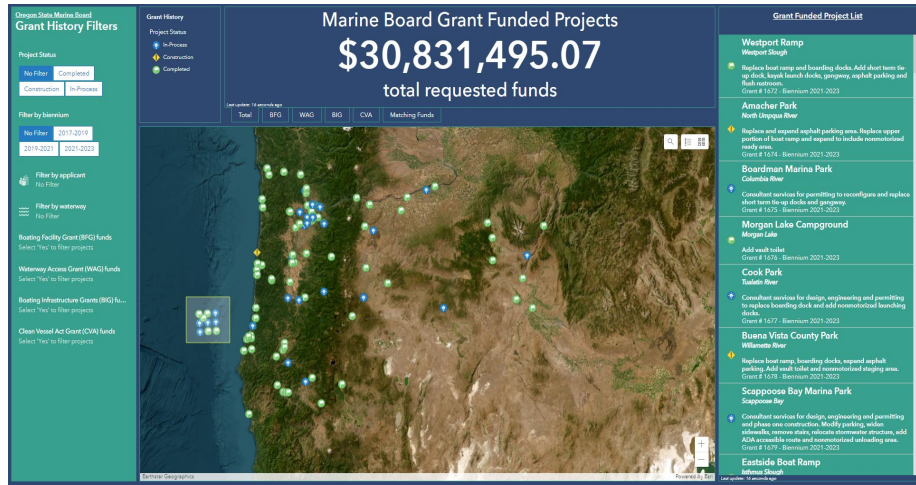 Oregon State Marine Board
Grant History Filters
Project Status
No Filter
Completed
Construction
In-Process
Filter by biennium
No Filter
2017-2019
2019-2021
2021-2023
Filter by applicant
No Filter
Filter by waterway
No Filter
Boating Facility Grant (BFG) funds
Select 'Yes' to filter projects
Waterway Access Grant (WAG) funds
Select 'Yes' to filter projects
Boating Infrastructure Grants (BIG) fu...
Select 'Yes' to filter projects
Clean Vessel Act Grant (CVA) funds
Select 'Yes' to filter projects
Grant History
Project Status
In-Process
Construction
Completed
Marine Board Grant Funded Projects
$30,831,495.07
total requested funds
Last update: 16 seconds ago
Total
BFG
WAG
BIG
CVA
Matching Funds
Earthstar Geographics
Powered by Esri
Grant Funded Project List
Westport Ramp
Westport Slough
Replace boat ramp and boarding docks. Add short term tie-
up dock, kayak launch docks, gangway, asphalt parking and
flush restroom.
Grant # 1672 - Biennium 2021-2023
Amacher Park
North Umpqua River
Replace and expand asphalt parking area. Replace upper
portion of boat ramp and expand to include nonmotorized
ready area.
Grant # 1674 - Biennium 2021-2023
Boardman Marina Park
Columbia River
Consultant services for permitting to reconfigure and replace
short term tie-up docks and gangway.
Grant # 1675 - Biennium 2021-2023
Morgan Lake Campground
Morgan Lake
Add vault toilet
Grant # 1676 - Biennium 2021-2023
Cook Park
Tualatin River
Consultant services for design, engineering and permitting
to replace boarding dock and add nonmotorized launching
docks.
Grant # 1677 - Biennium 2021-2023
Buena Vista County Park
Willamette River
Replace boat ramp, boarding docks, expand asphalt
parking. Add vault toilet and nonmotorized staging area.
Grant # 1678 - Biennium 2021-2023
Scappoose Bay Marina Park
Scappoose Bay
Consultant services for design, engineering and permitting
and phase one construction. Modify parking, widen
sidewalks, remove stairs, relocate stormwater structure, add
ADA accessible route and nonmotorized unloading area.
Grant # 1679 - Biennium 2021-2023
Eastside Boat Ramp
Isthmus Slough
Last update: 16 seconds ago